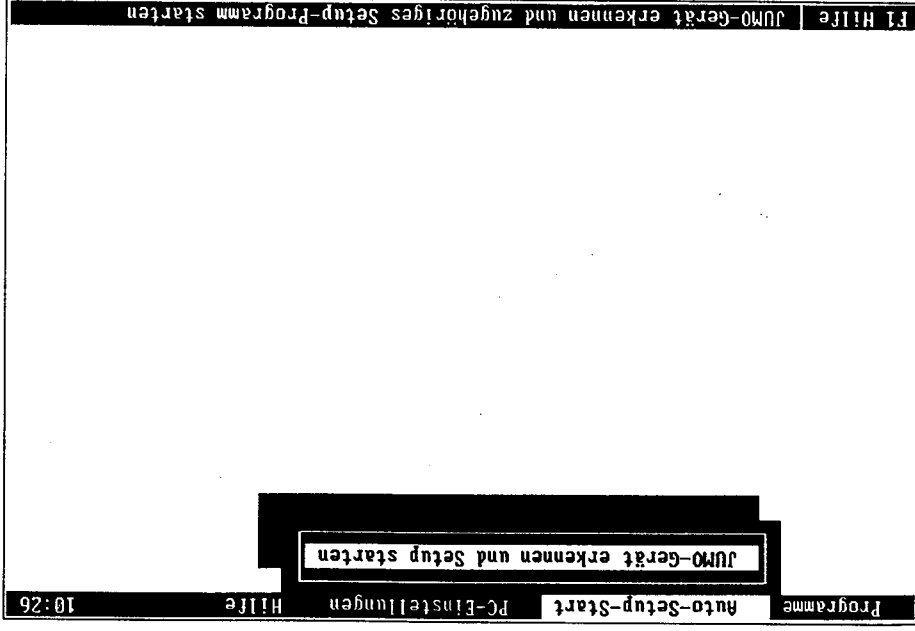 Programme Auto-Setup-Start PC-Einstellungen Hilfe 10:26
JUMO-Gerät erkennen und Setup starten
F1 Hilfe | JUMO-Gerät erkennen und zugehöriges Setup-Programm starten